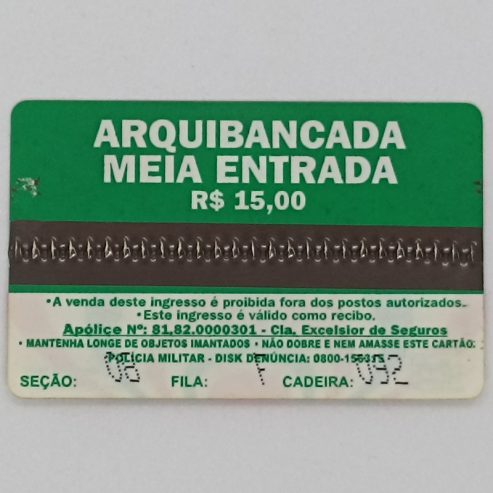 ARQUIBANCADA
MEIA ENTRADA
R$ 15,00
•A venda deste ingresso é proibida fora dos postos autorizados.
•Este ingresso é válido como recibo.
Apólice Nº: 81.82.0000301 - Cia. Excelsior de Seguros
• MANTENHA LONGE DE OBJETOS IMANTADOS • NÃO DOBRE E NEM AMASSE ESTE CARTÃO.
POLÍCIA MILITAR - DISK DENÚNCIA:
SEÇÃO: 08 FILA: F CADEIRA: 092